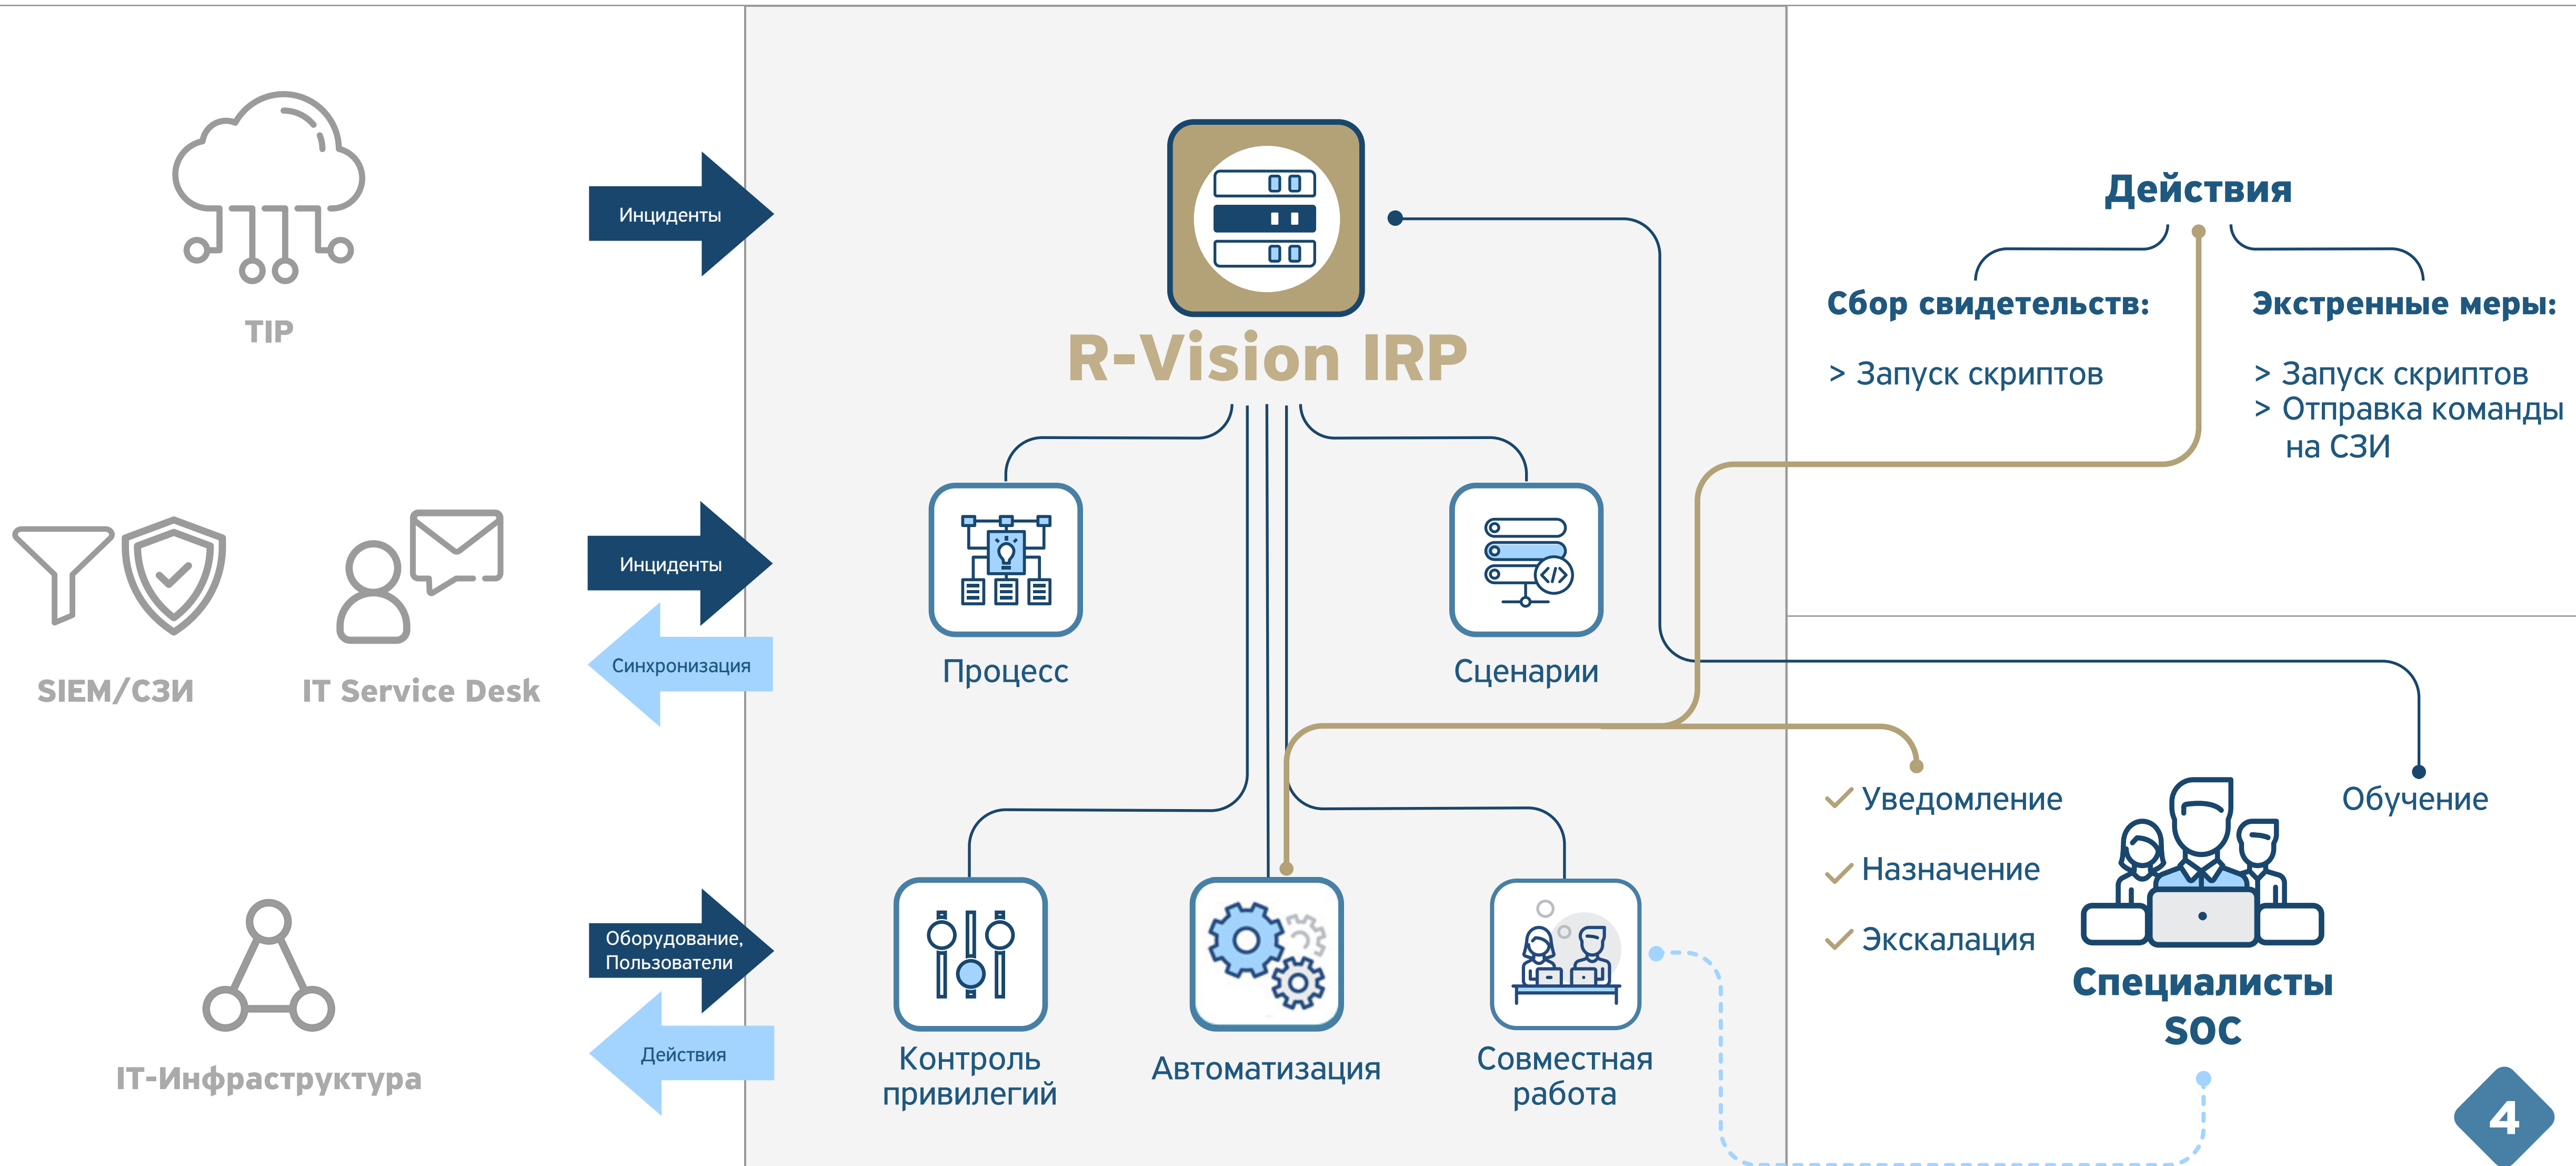 TIP
SIEM/СЗИ
IT Service Desk
IT-Инфраструктура
Инциденты
Инциденты
Синхронизация
Оборудование,
Пользователи
Действия
R-Vision IRP
Процесс
Сценарии
Контроль
привилегий
Автоматизация
Совместная
работа
Действия
Сбор свидетельств:
> Запуск скриптов
Экстренные меры:
> Запуск скриптов
> Отправка команды
на СЗИ
Уведомление
Назначение
Экскалация
Обучение
Специалисты
SOC
4